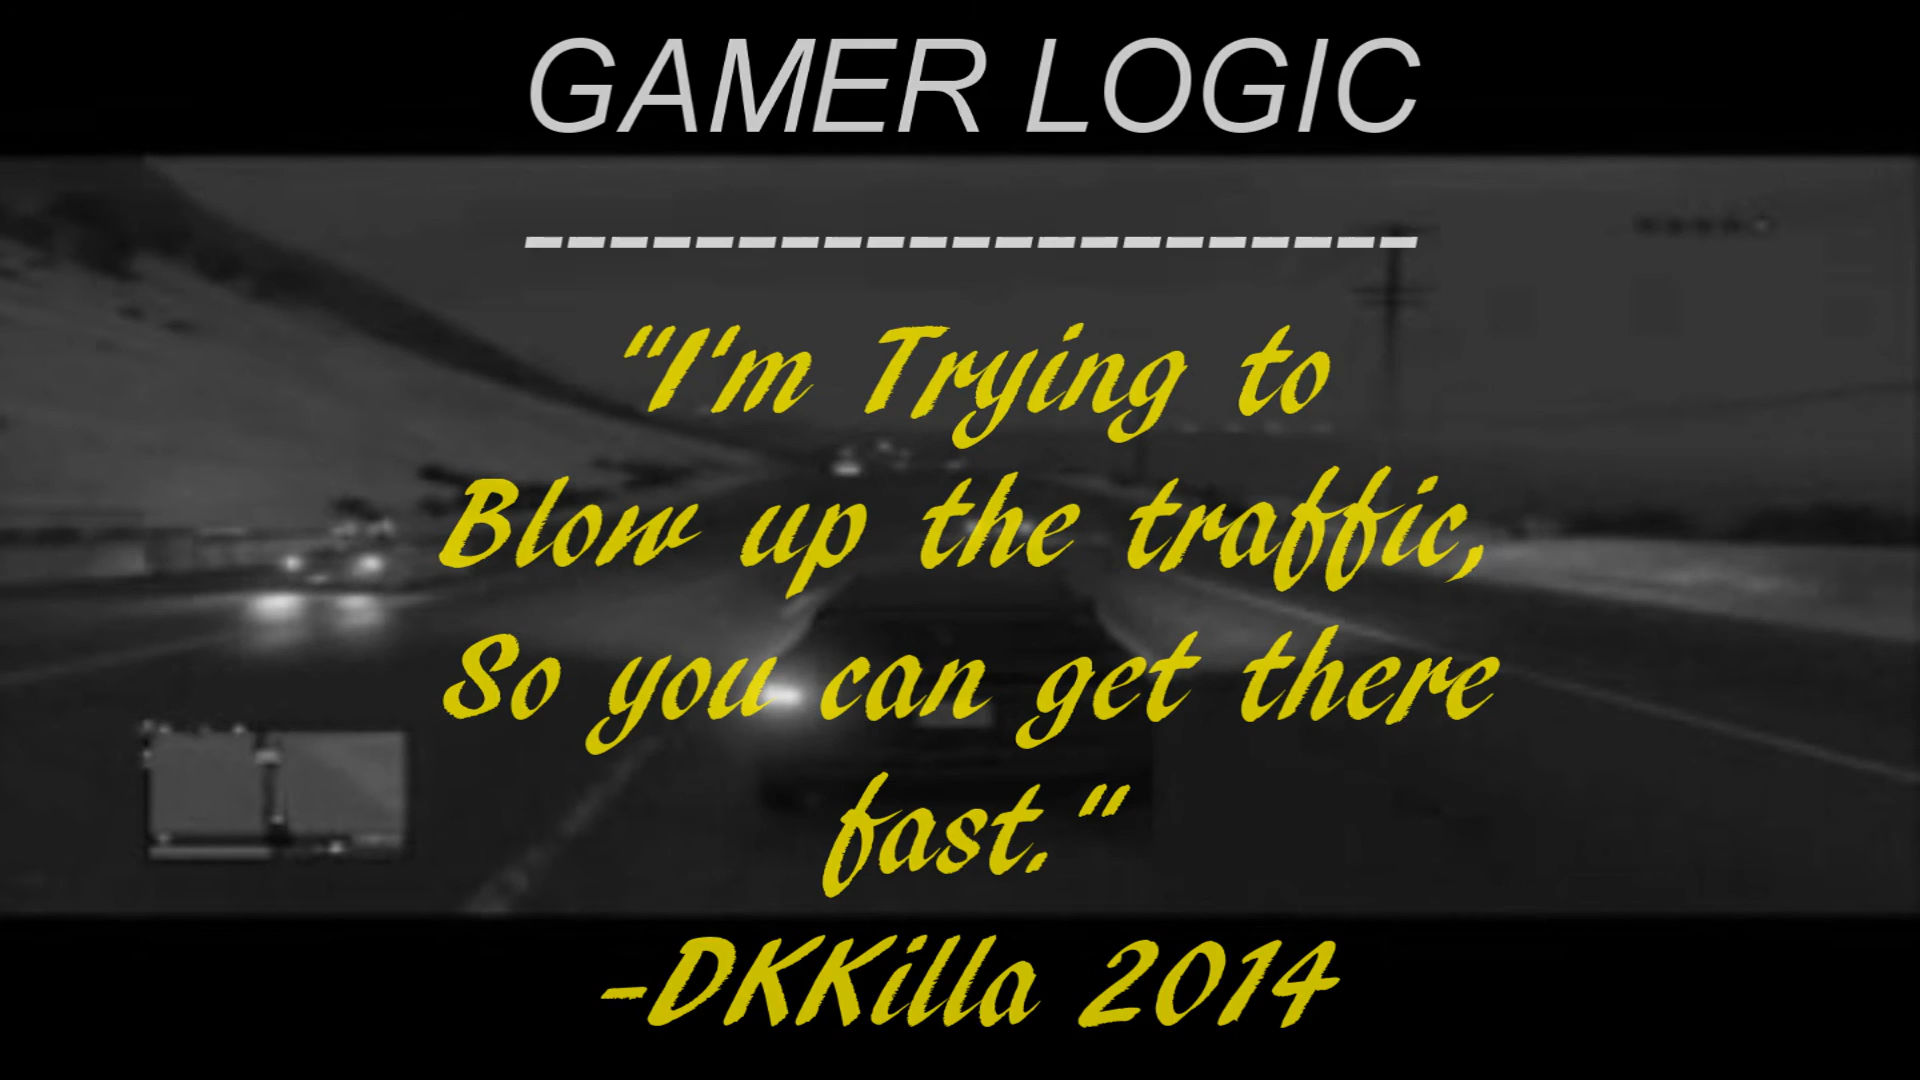 GAMER LOGIC
---------------------
"I'm Trying to
Blow up the traffic,
So you can get there
fast."
-DKKilla 2014